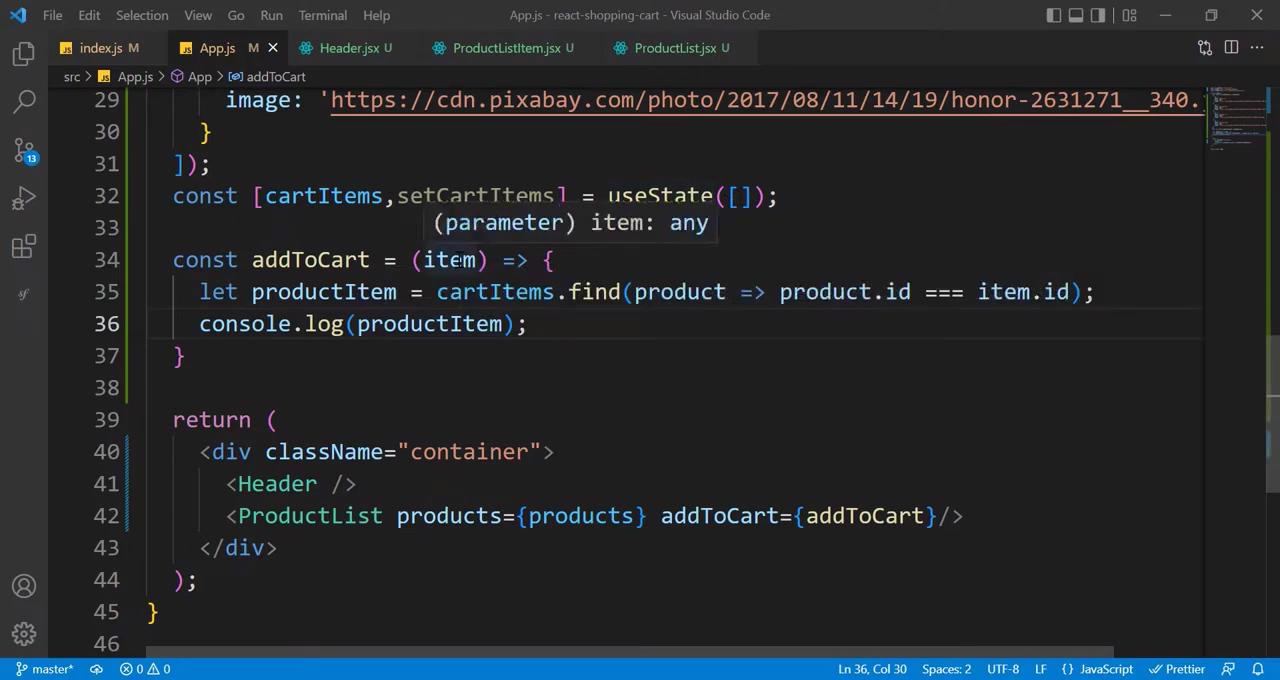 File Edit Selection View Go Run Terminal Help App.js - react-shopping-cart - Visual Studio Code
index.js M App.js M Header.jsx U ProductListItem.jsx U ProductList.jsx U
src > App.js > App > addToCart
29 image: 'https://cdn.pixabay.com/photo/2017/08/11/14/19/honor-2631271__340.
30 }
31 ]);
32 const [cartItems,setCartItems] = useState([]);
(parameter) item: any
33
34 const addToCart = (item) => {
35 let productItem = cartItems.find(product => product.id === item.id);
36 console.log(productItem);
37 }
38
39 return (
40 <div className="container">
41 <Header />
42 <ProductList products={products} addToCart={addToCart}/>
43 </div>
44 );
45 }
46
13
master* 0 0 Ln 36, Col 30 Spaces: 2 UTF-8 LF {} JavaScript Prettier